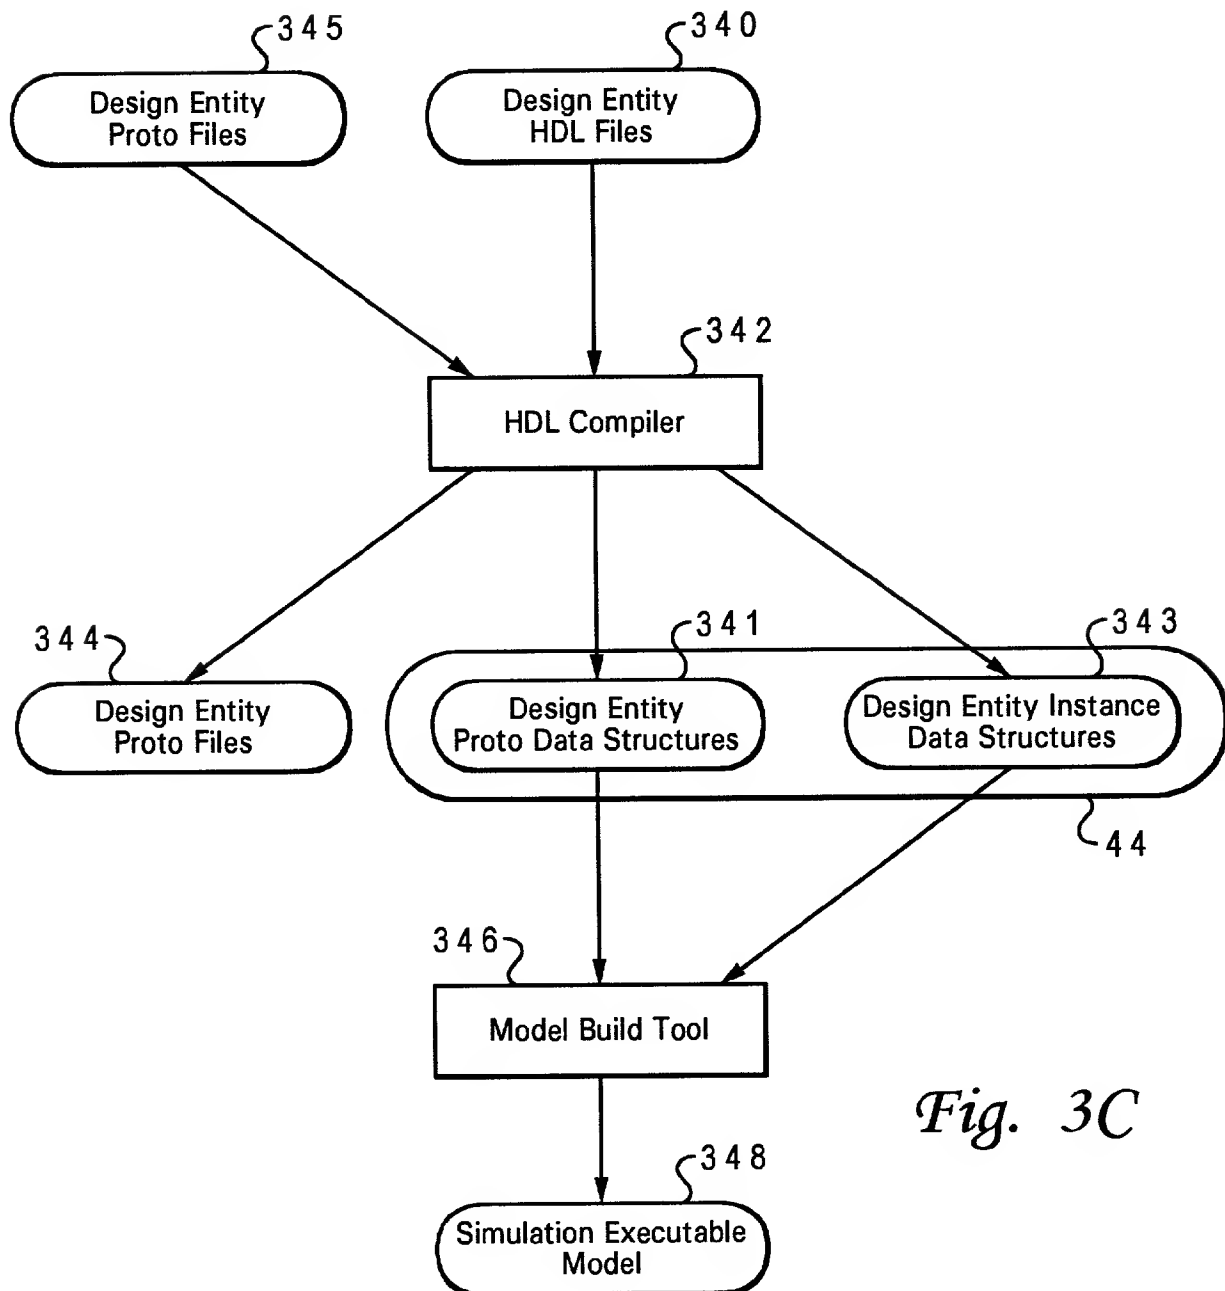 345
340
Design Entity
Proto Files
Design Entity
HDL Files
342
HDL Compiler
344
341
343
Design Entity
Proto Files
Design Entity
Proto Data Structures
Design Entity Instance
Data Structures
44
346
Model Build Tool
Fig. 3C
348
Simulation Executable
Model